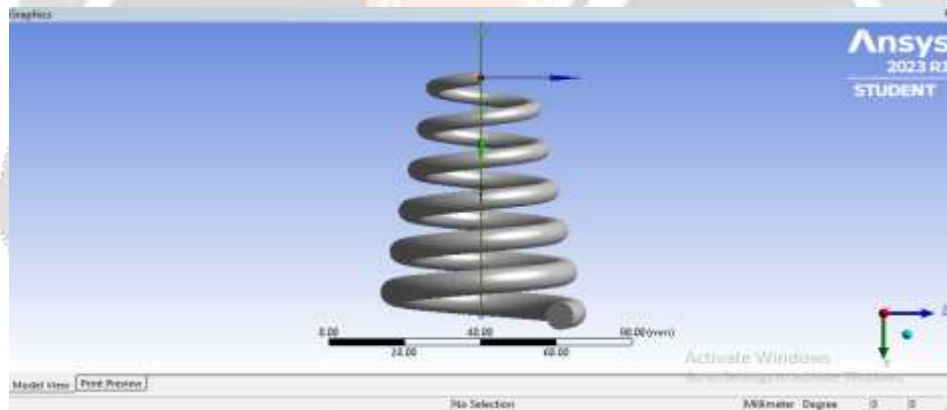 Graphics
Ansys
2023 R1
STUDENT
0.00
40.00
80.00(mm)
20.00
60.00
Activate Windows
Model View
Print Preview
No Selection
Millimeter Degree 0 0